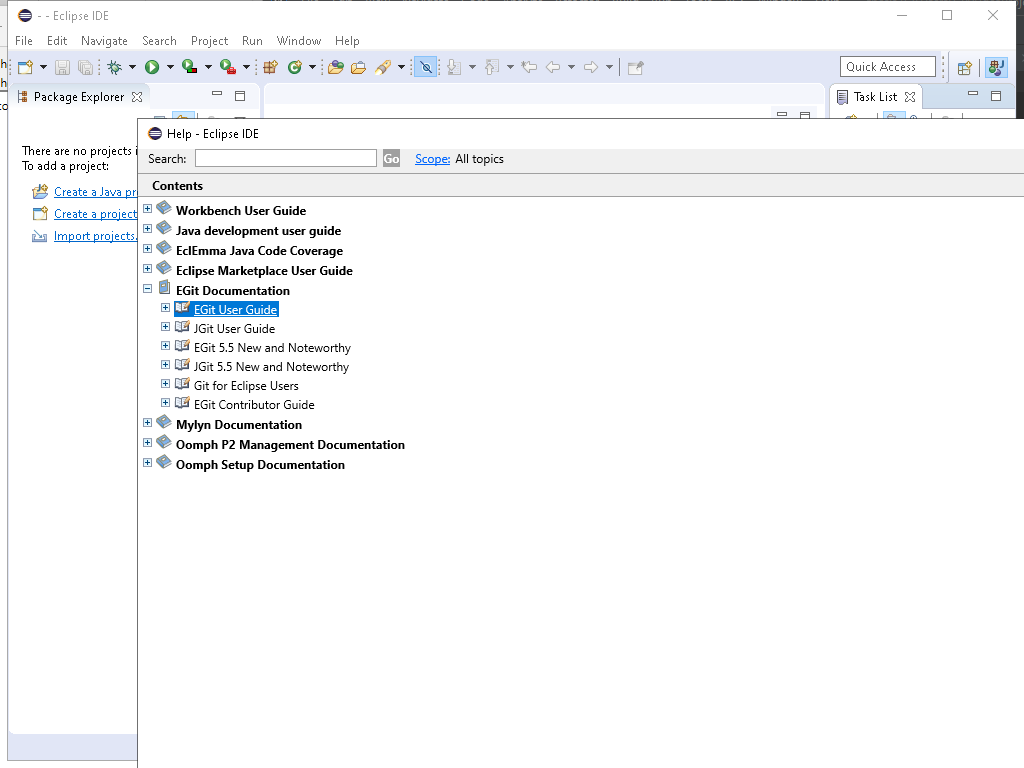 - - Eclipse IDE
File Edit Navigate Search Project Run Window Help
Quick Access
Package Explorer
Task List
There are no projects i
To add a project:
Create a Java pr
Create a project
Import projects.
Help - Eclipse IDE
Search: Go Scope: All topics
Contents
Workbench User Guide
Java development user guide
EclEmma Java Code Coverage
Eclipse Marketplace User Guide
EGit Documentation
EGit User Guide
JGit User Guide
EGit 5.5 New and Noteworthy
JGit 5.5 New and Noteworthy
Git for Eclipse Users
EGit Contributor Guide
Mylyn Documentation
Oomph P2 Management Documentation
Oomph Setup Documentation